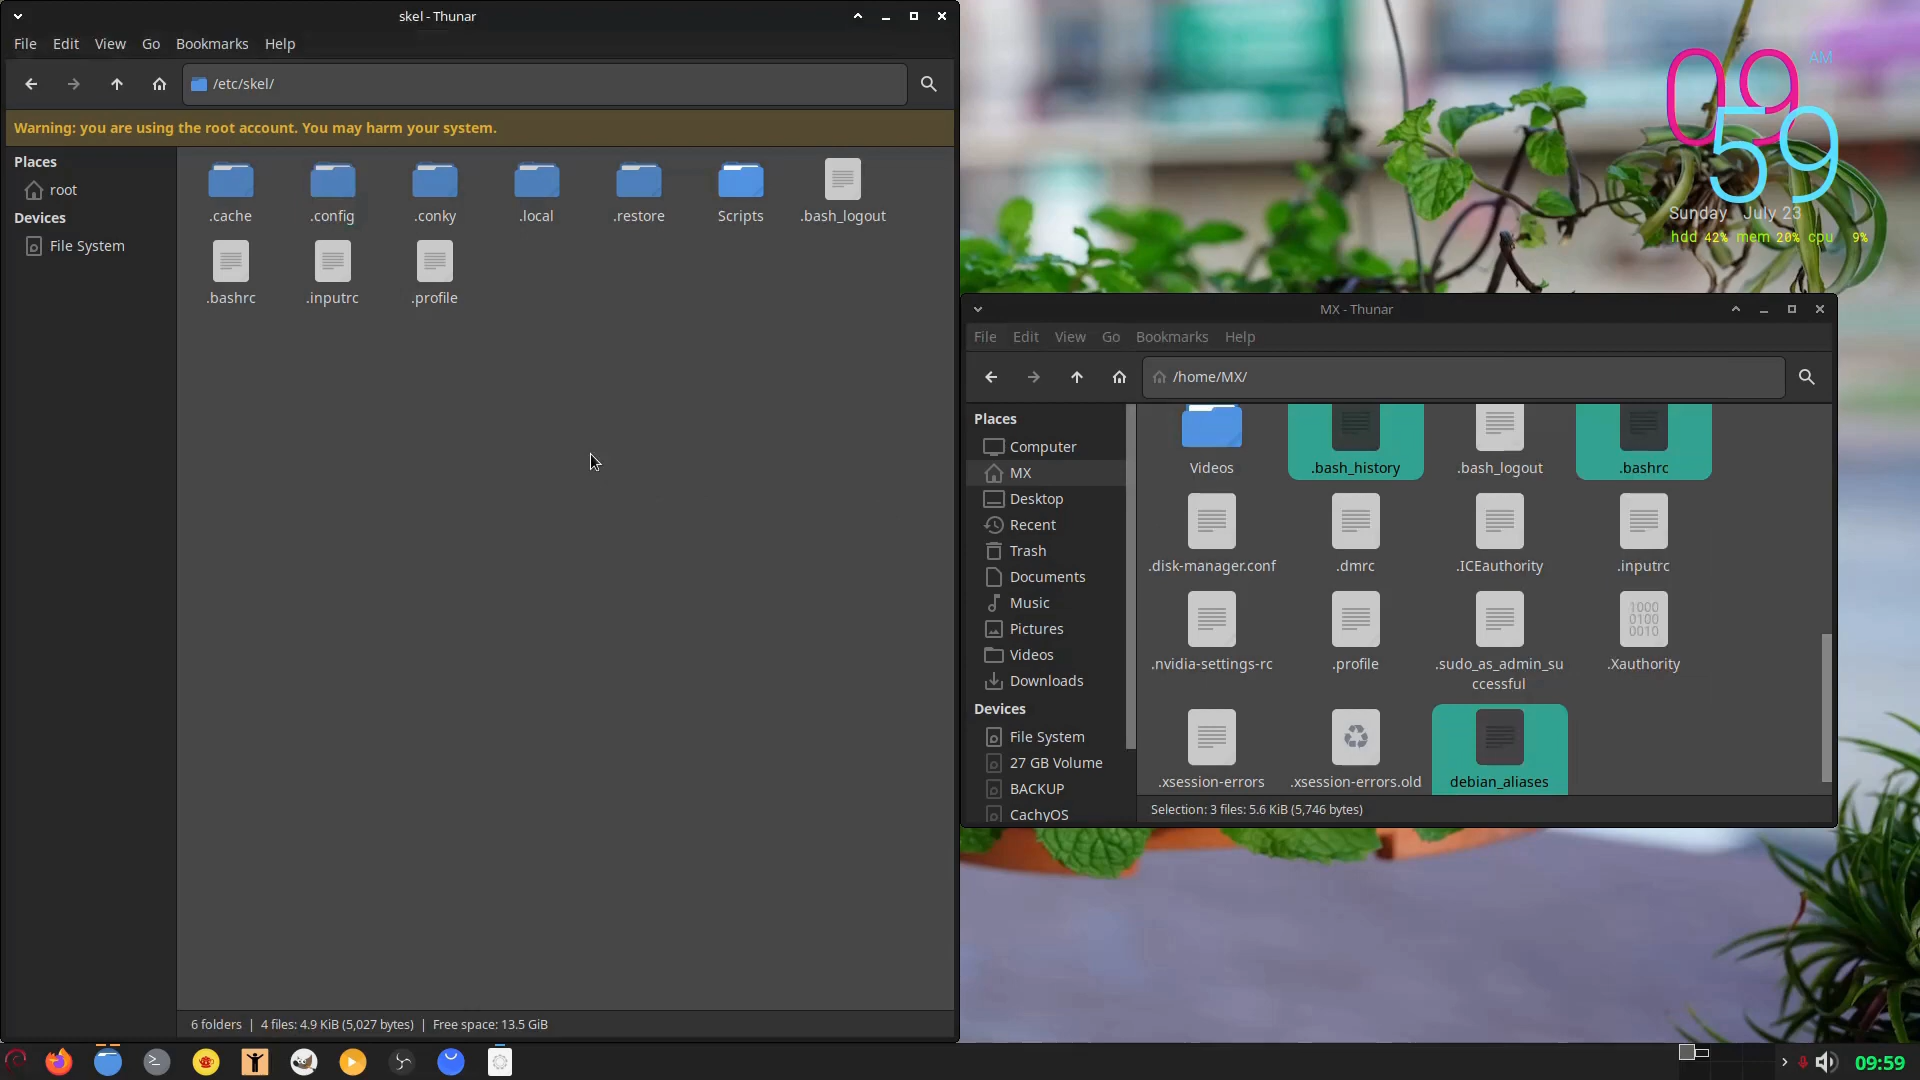 skel - Thunar
File Edit View Go Bookmarks Help
/etc/skel/
Warning: you are using the root account. You may harm your system.
Places
root
Devices
File System
.cache .config .conky .local .restore Scripts .bash_logout
.bashrc .inputrc .profile
6 folders | 4 files: 4.9 KiB (5,027 bytes) | Free space: 13.5 GiB
09 AM
59
Sunday July 23
hdd 42% mem 20% cpu 9%
MX - Thunar
File Edit View Go Bookmarks Help
/home/MX/
Places
Computer
MX
Desktop
Recent
Trash
Documents
Music
Pictures
Videos
Downloads
Devices
File System
27 GB Volume
BACKUP
CachyOS
Videos .bash_history .bash_logout .bashrc
.disk-manager.conf .dmrc .ICEauthority .inputrc
1000
0100
0010
.nvidia-settings-rc .profile .sudo_as_admin_su
ccessful .Xauthority
.xsession-errors .xsession-errors.old debian_aliases
Selection: 3 files: 5.6 KiB (5,746 bytes)
09:59